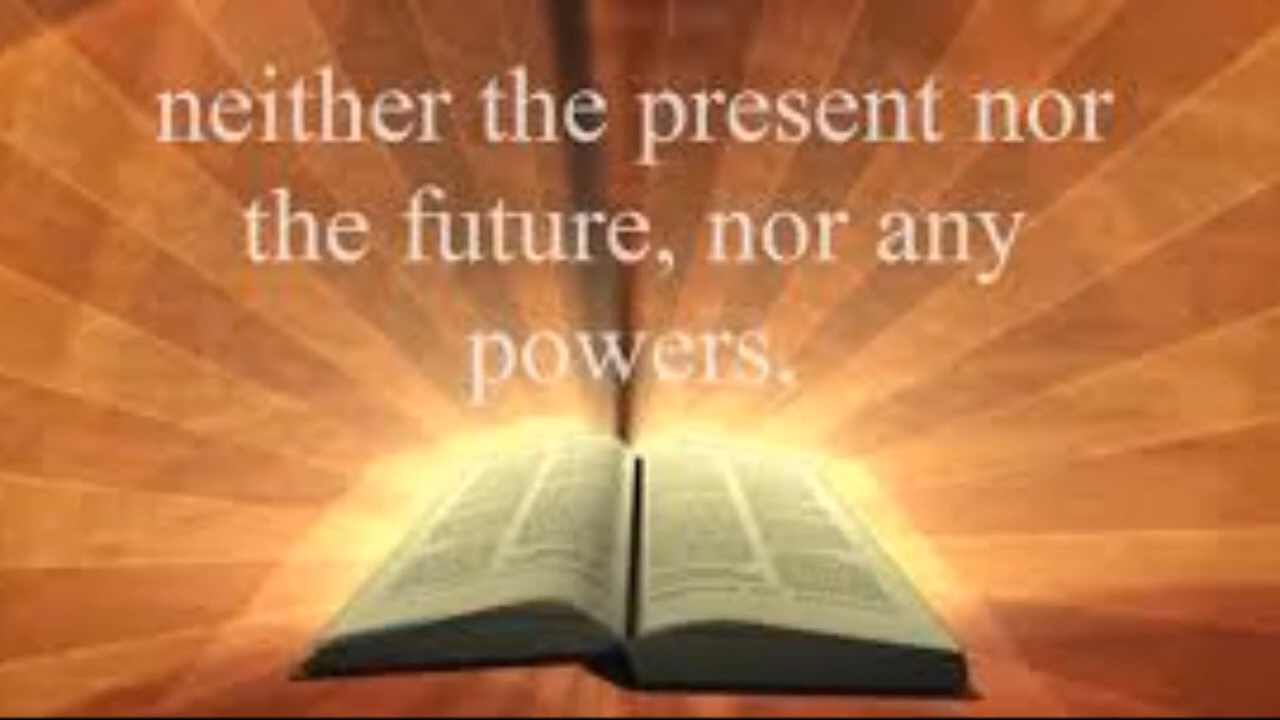 neither the present nor
the future, nor any
powers,